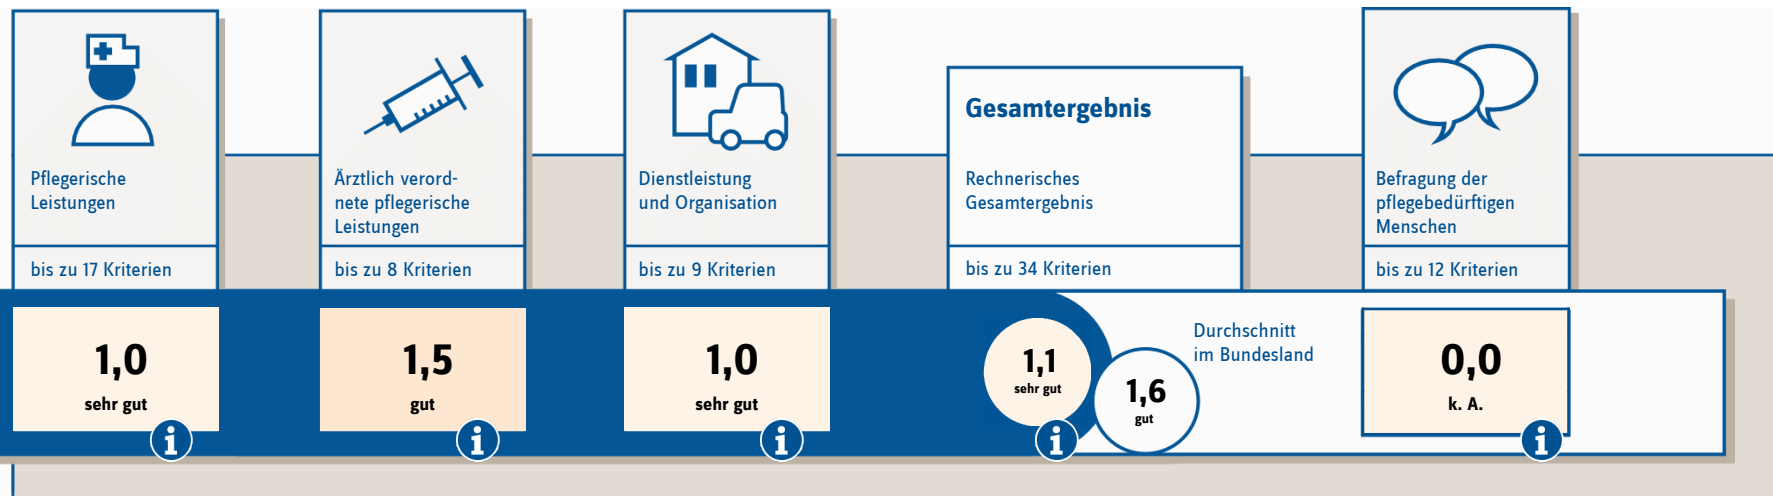 Pflegerische
Leistungen
bis zu 17 Kriterien
1,0
sehr gut
Ärztlich verord-
nete pflegerische
Leistungen
bis zu 8 Kriterien
1,5
gut
Dienstleistung
und Organisation
bis zu 9 Kriterien
1,0
sehr gut
Gesamtergebnis
Rechnerisches
Gesamtergebnis
bis zu 34 Kriterien
1,1
sehr gut
Durchschnitt
im Bundesland
1,6
gut
Befragung der
pflegebedürftigen
Menschen
bis zu 12 Kriterien
0,0
k. A.